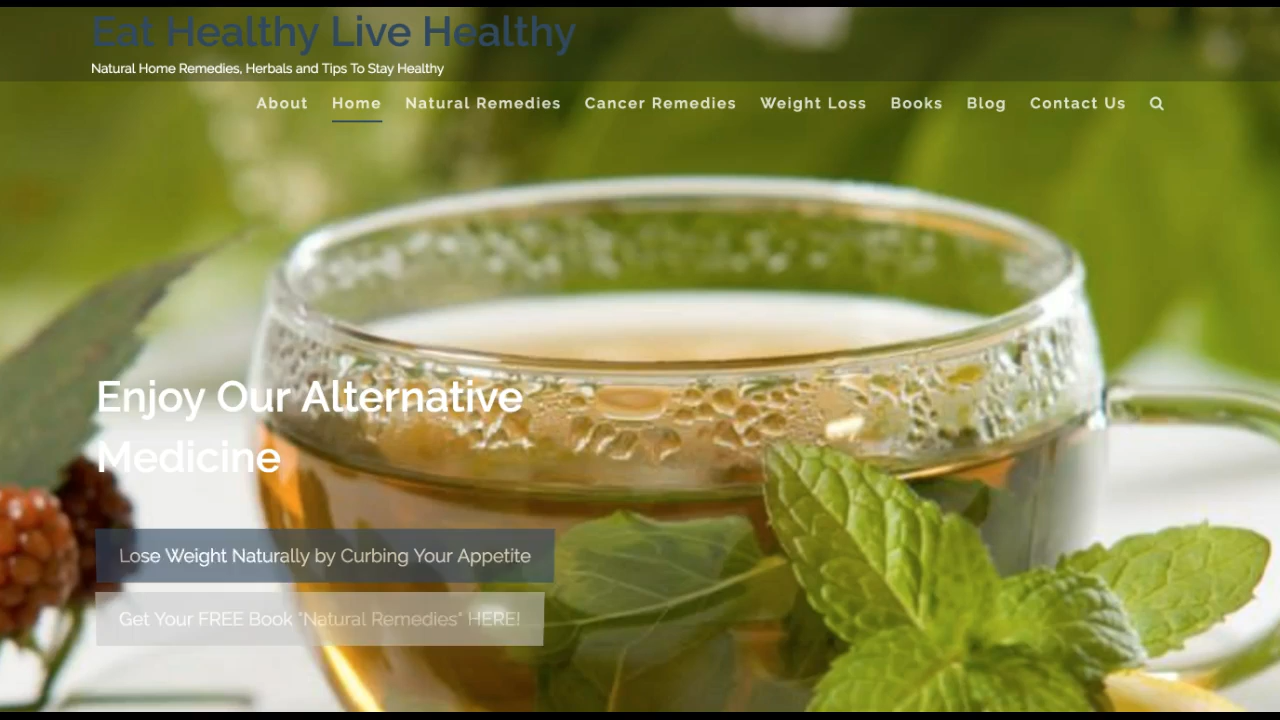 Eat Healthy Live Healthy
Natural Home Remedies, Herbals and Tips To Stay Healthy
About Home Natural Remedies Cancer Remedies Weight Loss Books Blog Contact Us
Enjoy Our Alternative
Medicine
Lose Weight Naturally by Curbing Your Appetite
Get Your FREE Book "Natural Remedies" HERE!